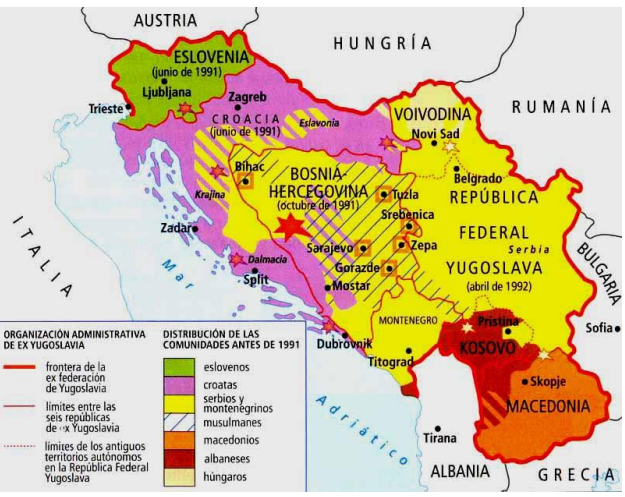 AUSTRIA
HUNGRÍA
ESLOVENIA
(junio de 1991)
Ljubljana
Trieste
Zagreb
CROACIA
(junio de 1991)
Eslavonia
VOIVODINA
Novi Sad
RUMANÍA
Belgrado
Bihac
BOSNIA-
HERCEGOVINA
(octubre de 1991)
Krajina
Tuzla
Srebenica
REPÚBLICA
FEDERAL
Serbia
YUGOSLAVA
(abril de 1992)
Zadar
Sarajevo
Zepa
Gorazde
Dalmacia
Split
Mostar
ITALIA
Mar
Adriático
BULGARIA
Sofia
MONTENEGRO
Pristina
KOSOVO
Dubrovnik
Titograd
Skopje
MACEDONIA
Tirana
ALBANIA
GRECIA
ORGANIZACIÓN ADMINISTRATIVA
DE EX YUGOSLAVIA
frontera de la
ex federación
de Yugoslavia
límites entre las
seis repúblicas
de ex Yugoslavia
límites de los antiguos
territorios autónomos
en la República Federal
Yugoslava
DISTRIBUCIÓN DE LAS
COMUNIDADES ANTES DE 1991
eslovenos
croatas
serbios y
montenegrinos
musulmanes
macedonios
albaneses
húngaros